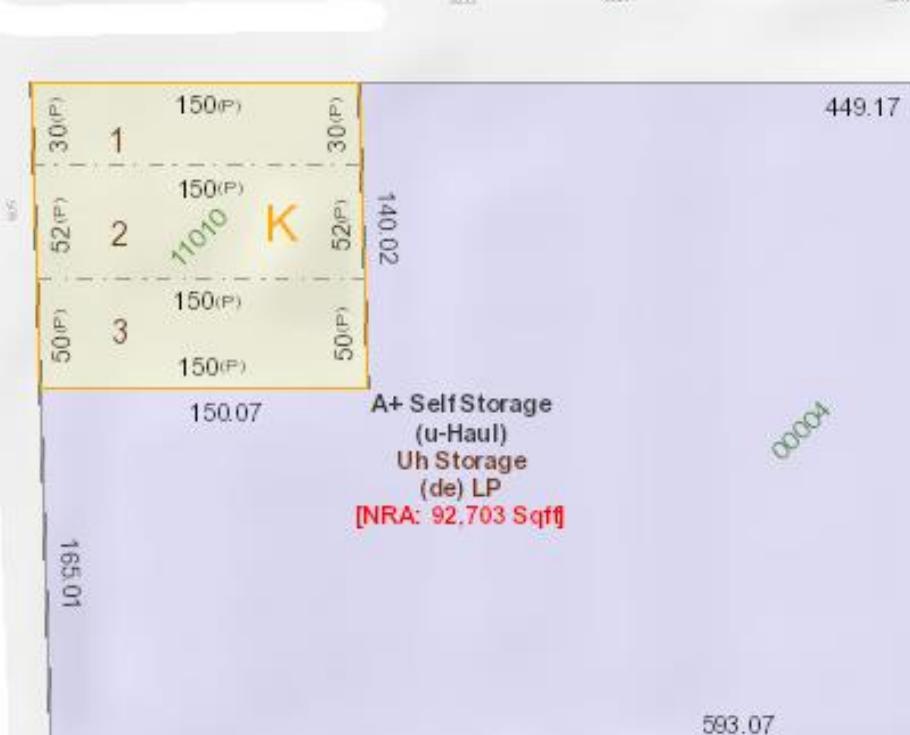 449.17
150(P)
30(P)
30(P)
1
150(P)
52(P)
52(P)
2
11010
K
140.02
150(P)
50(P)
50(P)
3
150(P)
150.07
A+ Self Storage
(u-Haul)
Uh Storage
(de) LP
[NRA: 92,703 Sqft]
00004
165.01
593.07